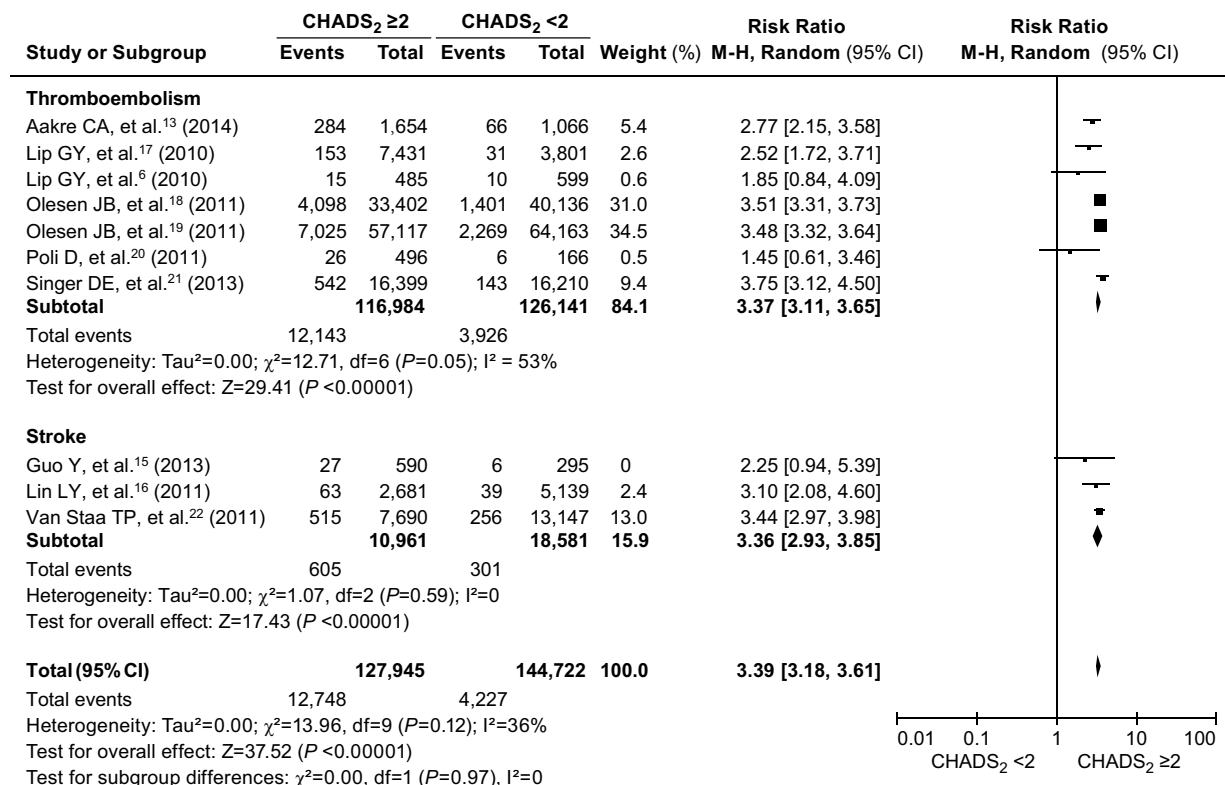 CHADS₂ ≥2 CHADS₂ <2 Risk Ratio Risk Ratio
Study or Subgroup Events Total Events Total Weight (%) M-H, Random (95% CI) M-H, Random (95% CI)
Thromboembolism
Aakre CA, et al.¹³ (2014) 284 1,654 66 1,066 5.4 2.77 [2.15, 3.58]
Lip GY, et al.¹⁷ (2010) 153 7,431 31 3,801 2.6 2.52 [1.72, 3.71]
Lip GY, et al.⁶ (2010) 15 485 10 599 0.6 1.85 [0.84, 4.09]
Olesen JB, et al.¹⁸ (2011) 4,098 33,402 1,401 40,136 31.0 3.51 [3.31, 3.73]
Olesen JB, et al.¹⁹ (2011) 7,025 57,117 2,269 64,163 34.5 3.48 [3.32, 3.64]
Poli D, et al.²⁰ (2011) 26 496 6 166 0.5 1.45 [0.61, 3.46]
Singer DE, et al.²¹ (2013) 542 16,399 143 16,210 9.4 3.75 [3.12, 4.50]
Subtotal 116,984 126,141 84.1 3.37 [3.11, 3.65]
Total events 12,143 3,926
Heterogeneity: Tau²=0.00; χ²=12.71, df=6 (P=0.05); I² = 53%
Test for overall effect: Z=29.41 (P <0.00001)
Stroke
Guo Y, et al.¹⁵ (2013) 27 590 6 295 0 2.25 [0.94, 5.39]
Lin LY, et al.¹⁶ (2011) 63 2,681 39 5,139 2.4 3.10 [2.08, 4.60]
Van Staa TP, et al.²² (2011) 515 7,690 256 13,147 13.0 3.44 [2.97, 3.98]
Subtotal 10,961 18,581 15.9 3.36 [2.93, 3.85]
Total events 605 301
Heterogeneity: Tau²=0.00; χ²=1.07, df=2 (P=0.59); I²=0
Test for overall effect: Z=17.43 (P <0.00001)
Total (95% CI) 127,945 144,722 100.0 3.39 [3.18, 3.61]
Total events 12,748 4,227
Heterogeneity: Tau²=0.00; χ²=13.96, df=9 (P=0.12); I²=36%
Test for overall effect: Z=37.52 (P <0.00001)
Test for subgroup differences: χ²=0.00, df=1 (P=0.97), I²=0
0.01 0.1 1 10 100
CHADS₂ <2 CHADS₂ ≥2